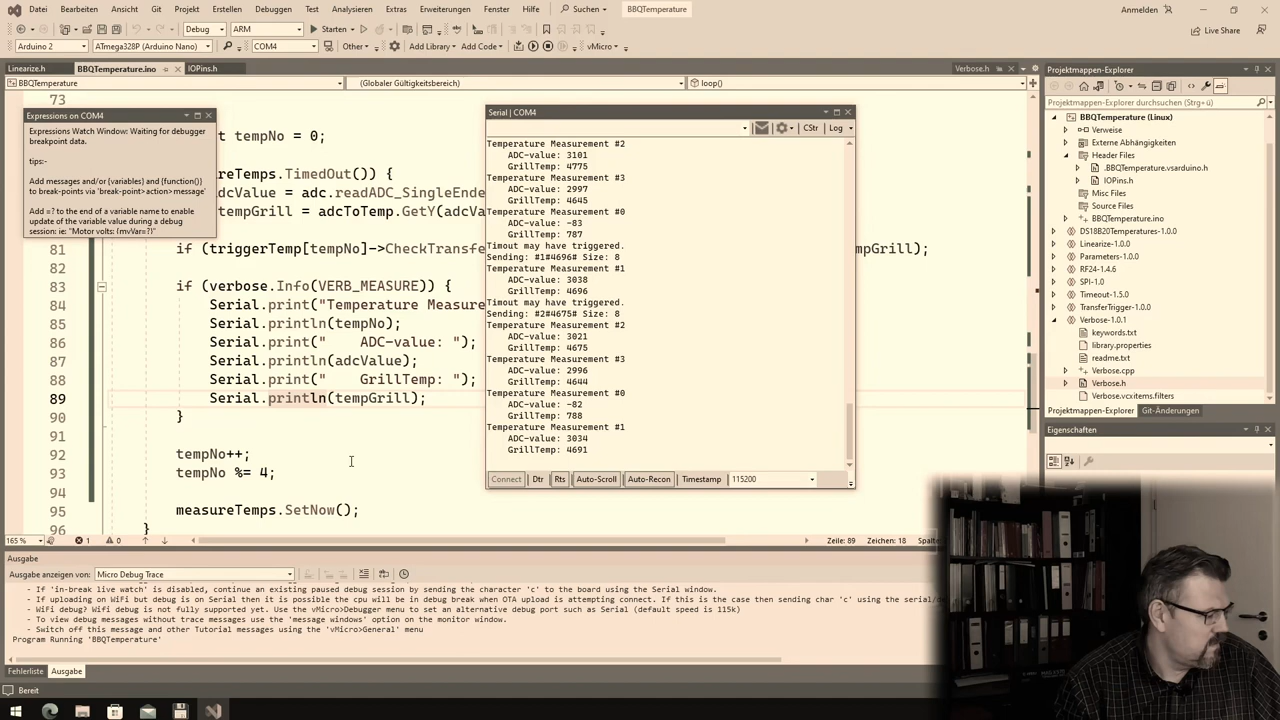 Datei Bearbeiten Ansicht Git Projekt Erstellen Debuggen Test Analysieren Extras Erweiterungen Fenster Hilfe Suchen BBQTemperature Anmelden
Debug ARM Starten Live Share
Arduino 2 ATmega328P (Arduino Nano) COM4 Other Add Library Add Code vMicro
Linearize.h BBQTemperature.ino IOPins.h Verbose.h
BBQTemperature (Globaler Gültigkeitsbereich) loop()
73
t tempNo = 0;
ureTemps.TimedOut()) {
adcValue = adc.readADC_SingleEnde
tempGrill = adcToTemp.GetY(adcV
81 if (triggerTemp[tempNo]->CheckTransfe empGrill);
82
83 if (verbose.Info(VERB_MEASURE)) {
84 Serial.print("Temperature Measure
85 Serial.println(tempNo);
86 Serial.print("    ADC-value: ");
87 Serial.println(adcValue);
88 Serial.print("    GrillTemp: ");
89 Serial.println(tempGrill);
90 }
91
92 tempNo++;
93 tempNo %= 4;
94
95 measureTemps.SetNow();
96 }
Expressions on COM4
Expressions Watch Window: Waiting for debugger
breakpoint data.
tips:-
Add messages and/or {variables} and {function()}
to break-points via 'break-point>action>message'
Add =? to the end of a variable name to enable
update of the variable value during a debug
session: ie: "Motor volts: {mvVar=?}"
Serial | COM4
CStr Log
Temperature Measurement #2
ADC-value: 3101
GrillTemp: 4775
Temperature Measurement #3
ADC-value: 2997
GrillTemp: 4645
Temperature Measurement #0
ADC-value: -83
GrillTemp: 787
Timout may have triggered.
Sending: #1#4696# Size: 8
Temperature Measurement #1
ADC-value: 3038
GrillTemp: 4696
Timout may have triggered.
Sending: #2#4675# Size: 8
Temperature Measurement #2
ADC-value: 3021
GrillTemp: 4675
Temperature Measurement #3
ADC-value: 2996
GrillTemp: 4644
Temperature Measurement #0
ADC-value: -82
GrillTemp: 788
Temperature Measurement #1
ADC-value: 3034
GrillTemp: 4691
Connect Dtr Rts Auto-Scroll Auto-Recon Timestamp 115200
165 % 1 0 Zeile: 89 Zeichen: 18 Spalt
Ausgabe
Ausgabe anzeigen von: Micro Debug Trace
- If 'in-break live watch' is disabled, continue an existing paused debug session by sending the character 'c' to the board using the Serial window.
- If uploading on Wifi but debug is on Serial then it is possible the cpu will be in debug break when OTA upload is attempting connect. If this is the case then sending char 'c' using the serial/
- WiFi debug? Wifi debug is not fully supported yet. Use the vMicro>Debugger menu to set an alternative debug port such as Serial (default speed is 115k)
- To view debug messages without trace messages use the 'message windows' option on the monitor window.
- Switch off this message and other Tutorial messages using the 'vMicro>General' menu
Program Running 'BBQTemperature'
Fehlerliste Ausgabe
Bereit
Projektmappen-Explorer
Projektmappen-Explorer durchsuchen (Strg+ü)
BBQTemperature (Linux)
Verweise
Externe Abhängigkeiten
Header Files
.BBQTemperature.vsarduino.h
IOPins.h
Misc Files
Source Files
BBQTemperature.ino
DS18B20Temperatures-1.0.0
Linearize-1.0.0
Parameters-1.0.0
RF24-1.4.6
SPI-1.0
Timeout-1.5.0
TransferTrigger-1.0.0
Verbose-1.0.1
keywords.txt
library.properties
readme.txt
Verbose.cpp
Verbose.h
Verbose.vcxitems.filters
Projektmappen-Explorer Git-Änderungen
Eigenschaften